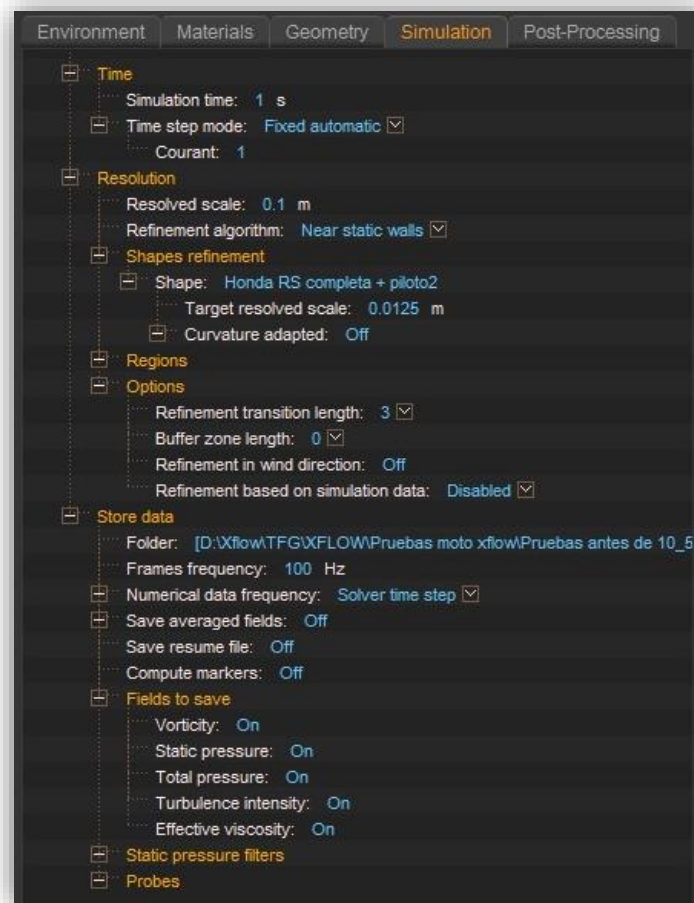 Environment Materials Geometry Simulation Post-Processing
Time
Simulation time: 1 s
Time step mode: Fixed automatic
Courant: 1
Resolution
Resolved scale: 0.1 m
Refinement algorithm: Near static walls
Shapes refinement
Shape: Honda RS completa + piloto2
Target resolved scale: 0.0125 m
Curvature adapted: Off
Regions
Options
Refinement transition length: 3
Buffer zone length: 0
Refinement in wind direction: Off
Refinement based on simulation data: Disabled
Store data
Folder: [D:\Xflow\TFG\XFLOW\Pruebas moto xflow\Pruebas antes de 10_5
Frames frequency: 100 Hz
Numerical data frequency: Solver time step
Save averaged fields: Off
Save resume file: Off
Compute markers: Off
Fields to save
Vorticity: On
Static pressure: On
Total pressure: On
Turbulence intensity: On
Effective viscosity: On
Static pressure filters
Probes